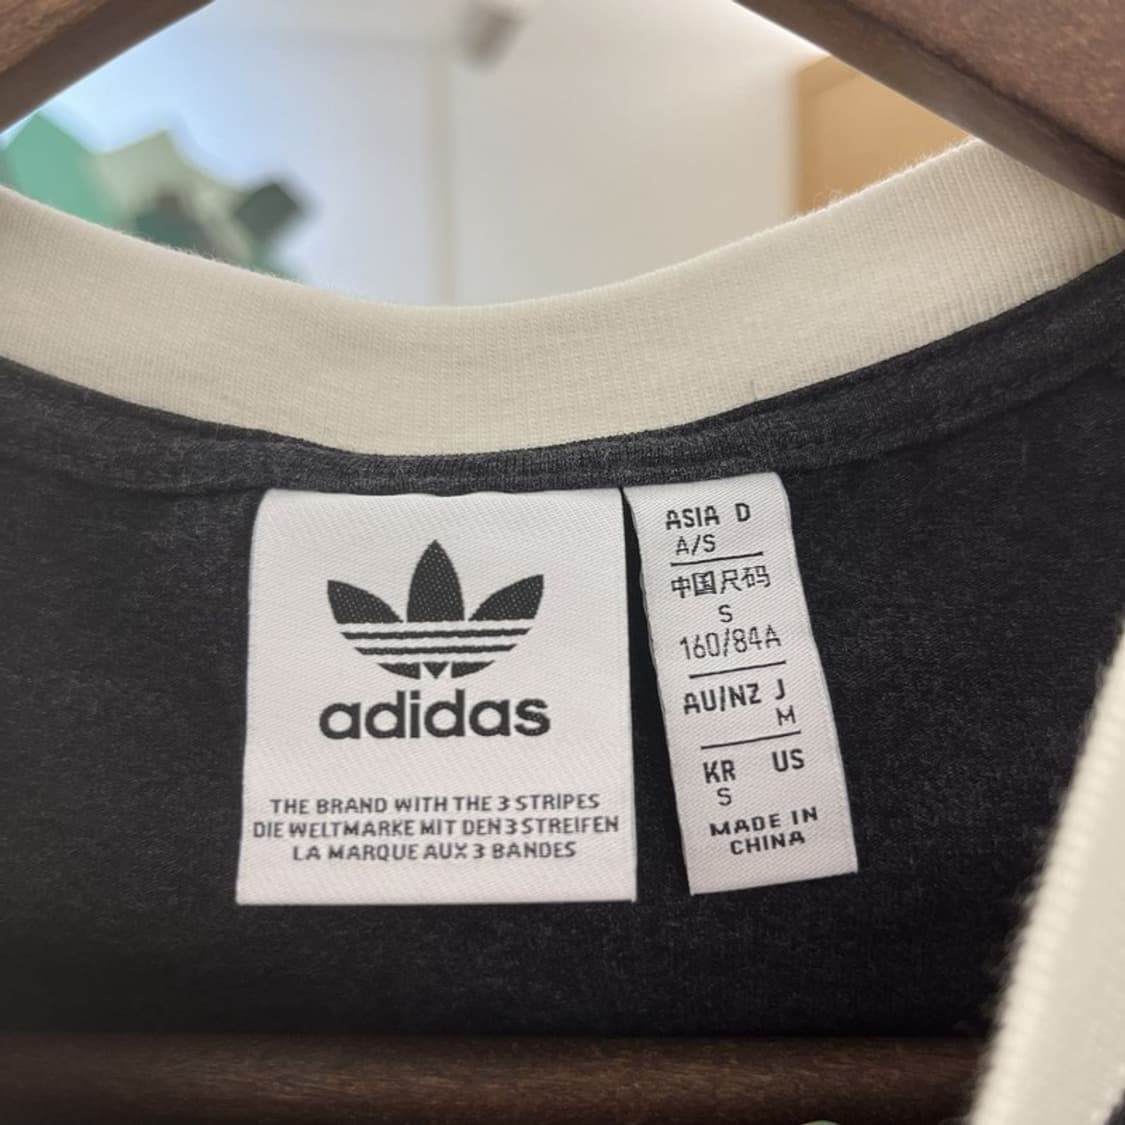 adidas
THE BRAND WITH THE 3 STRIPES
DIE WELTMARKE MIT DEN 3 STREIFEN
LA MARQUE AUX 3 BANDES
ASIA D
A/S
中国尺码
S
160/84A
AU/NZ J
M
KR US
S
MADE IN
CHINA